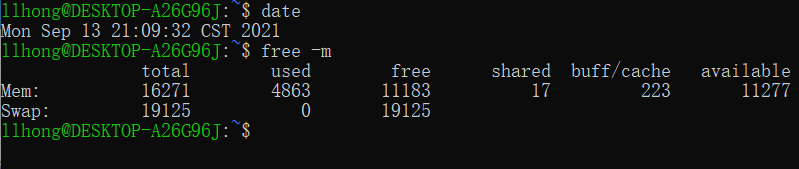 llhong@DESKTOP-A26G96J:~$ date
Mon Sep 13 21:09:32 CST 2021
llhong@DESKTOP-A26G96J:~$ free -m
              total        used        free      shared  buff/cache   available
Mem:          16271        4863       11183          17         223       11277
Swap:         19125           0       19125
llhong@DESKTOP-A26G96J:~$